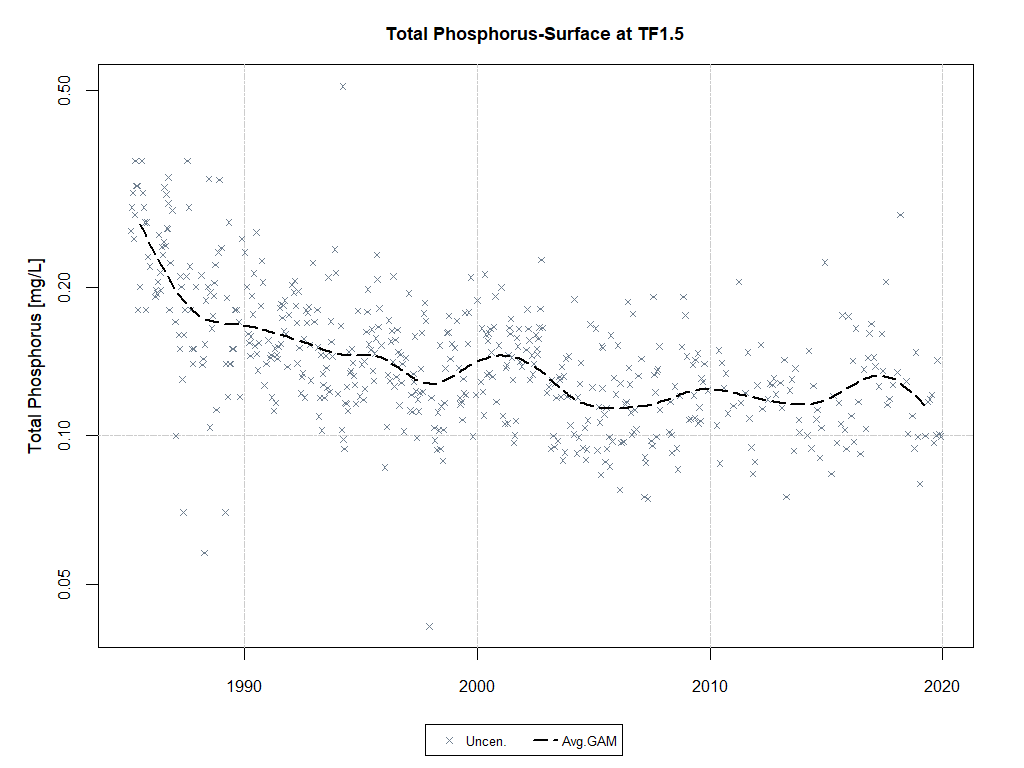 Total Phosphorus-Surface at TF1.5
Total Phosphorus [mg/L]
0.50
0.20
0.10
0.05
1990 2000 2010 2020
Uncen. Avg.GAM